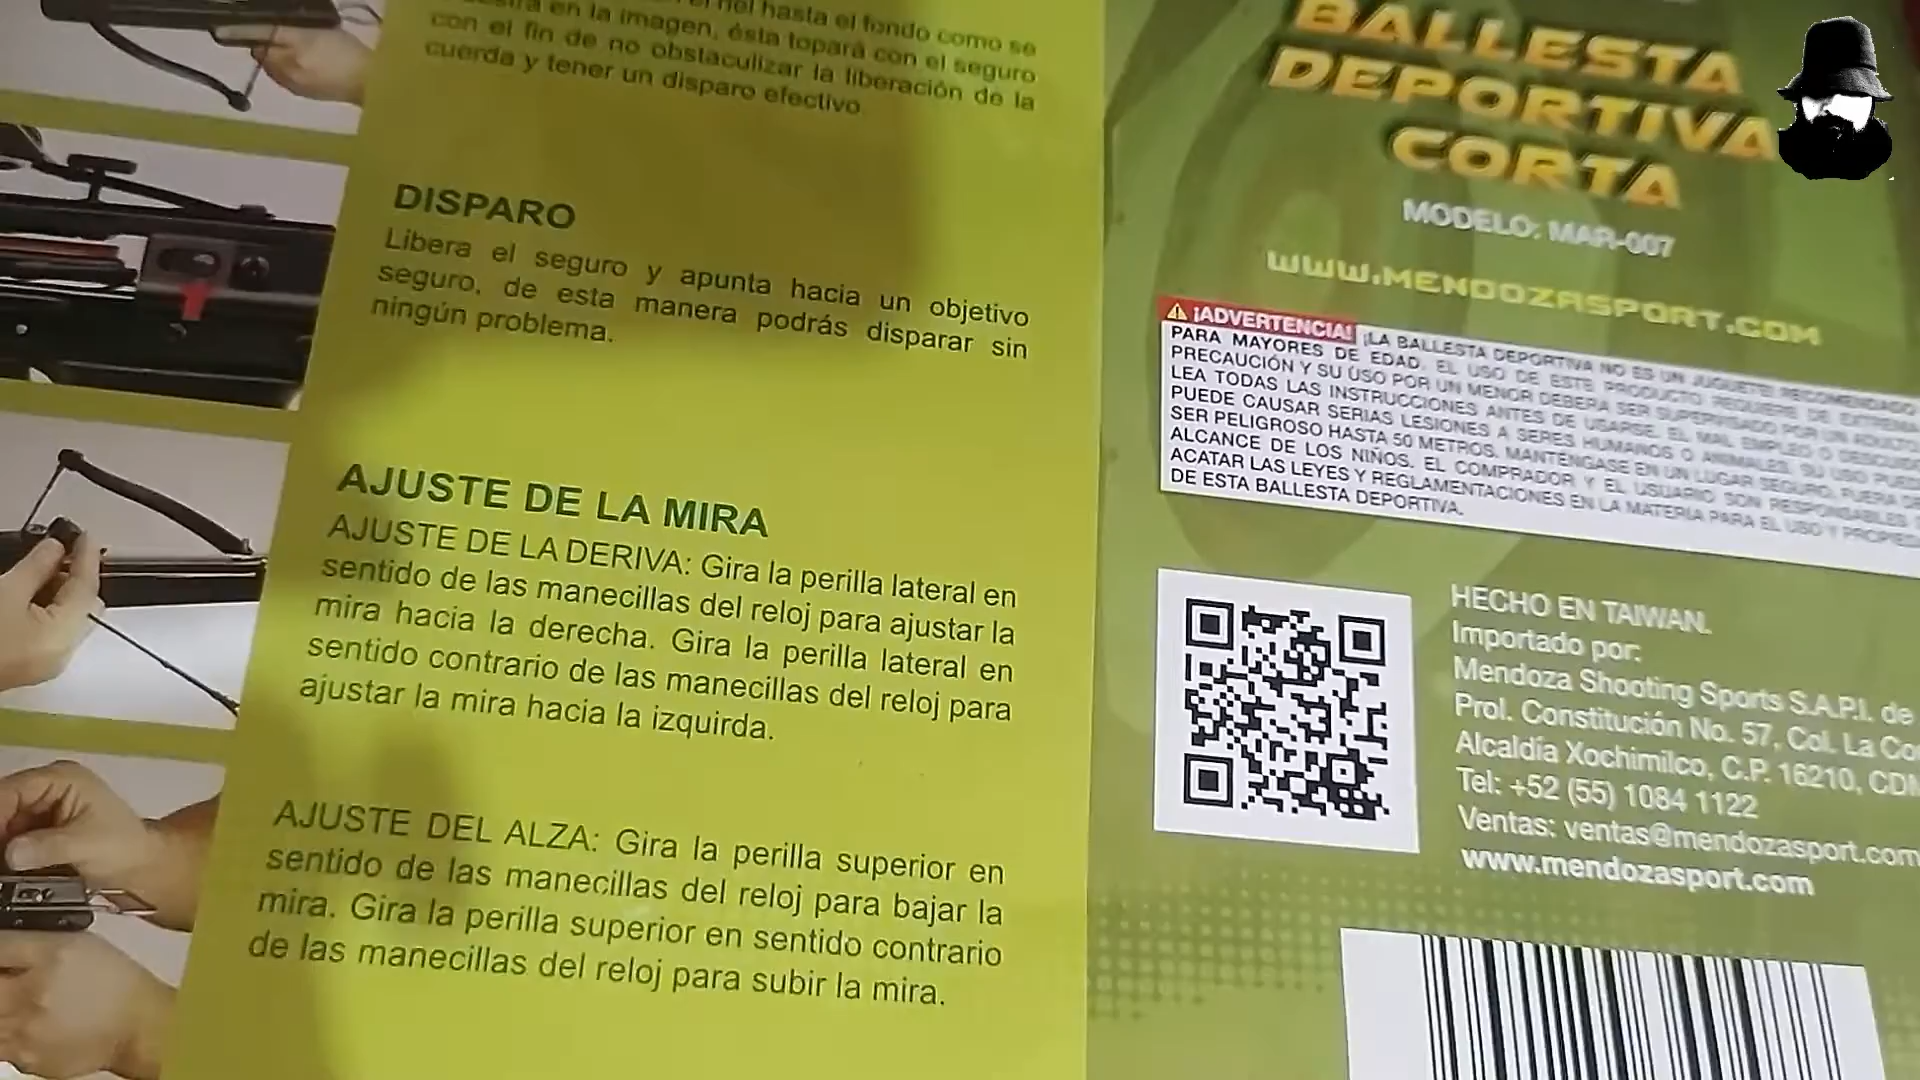 el riel hasta el fondo como se
en la imagen, ésta topará con el seguro
con el fin de no obstaculizar la liberación de la
cuerda y tener un disparo efectivo
DISPARO
Libera el seguro y apunta hacia un objetivo
seguro, de esta manera podrás disparar sin
ningún problema.
AJUSTE DE LA MIRA
AJUSTE DE LA DERIVA: Gira la perilla lateral en
sentido de las manecillas del reloj para ajustar la
mira hacia la derecha. Gira la perilla lateral en
sentido contrario de las manecillas del reloj para
ajustar la mira hacia la izquirda.
AJUSTE DEL ALZA: Gira la perilla superior en
sentido de las manecillas del reloj para bajar la
mira. Gira la perilla superior en sentido contrario
de las manecillas del reloj para subir la mira.
BALLESTA
DEPORTIVA
CORTA
MODELO: MAR-007
WWW.MENDOZASPORT.COM
¡ADVERTENCIA! ¡LA BALLESTA DEPORTIVA NO ES UN JUGUETE RECOMENDADO
PARA MAYORES DE EDAD. EL USO DE ESTE PRODUCTO REQUIERE DE EXTREMA
PRECAUCIÓN Y SU USO POR UN MENOR DEBERÁ SER SUPERVISADO POR UN ADULTO
LEA TODAS LAS INSTRUCCIONES ANTES DE USARSE. EL MAL EMPLEO O DESCUIDO
PUEDE CAUSAR SERIAS LESIONES A SERES HUMANOS O ANIMALES. SU USO PUEDE
SER PELIGROSO HASTA 50 METROS. MANTÉNGASE EN UN LUGAR SEGURO, FUERA DEL
ALCANCE DE LOS NIÑOS. EL COMPRADOR Y EL USUARIO SON RESPONSABLES
ACATAR LAS LEYES Y REGLAMENTACIONES EN LA MATERIA PARA EL USO Y PROPIEDAD
DE ESTA BALLESTA DEPORTIVA.
HECHO EN TAIWAN.
Importado por:
Mendoza Shooting Sports S.A.P.I. de
Prol. Constitución No. 57, Col. La
Alcaldía Xochimilco, C.P. 16210,
Tel: +52 (55) 1084 1122
Ventas: ventas@mendozasport.com
www.mendozasport.com